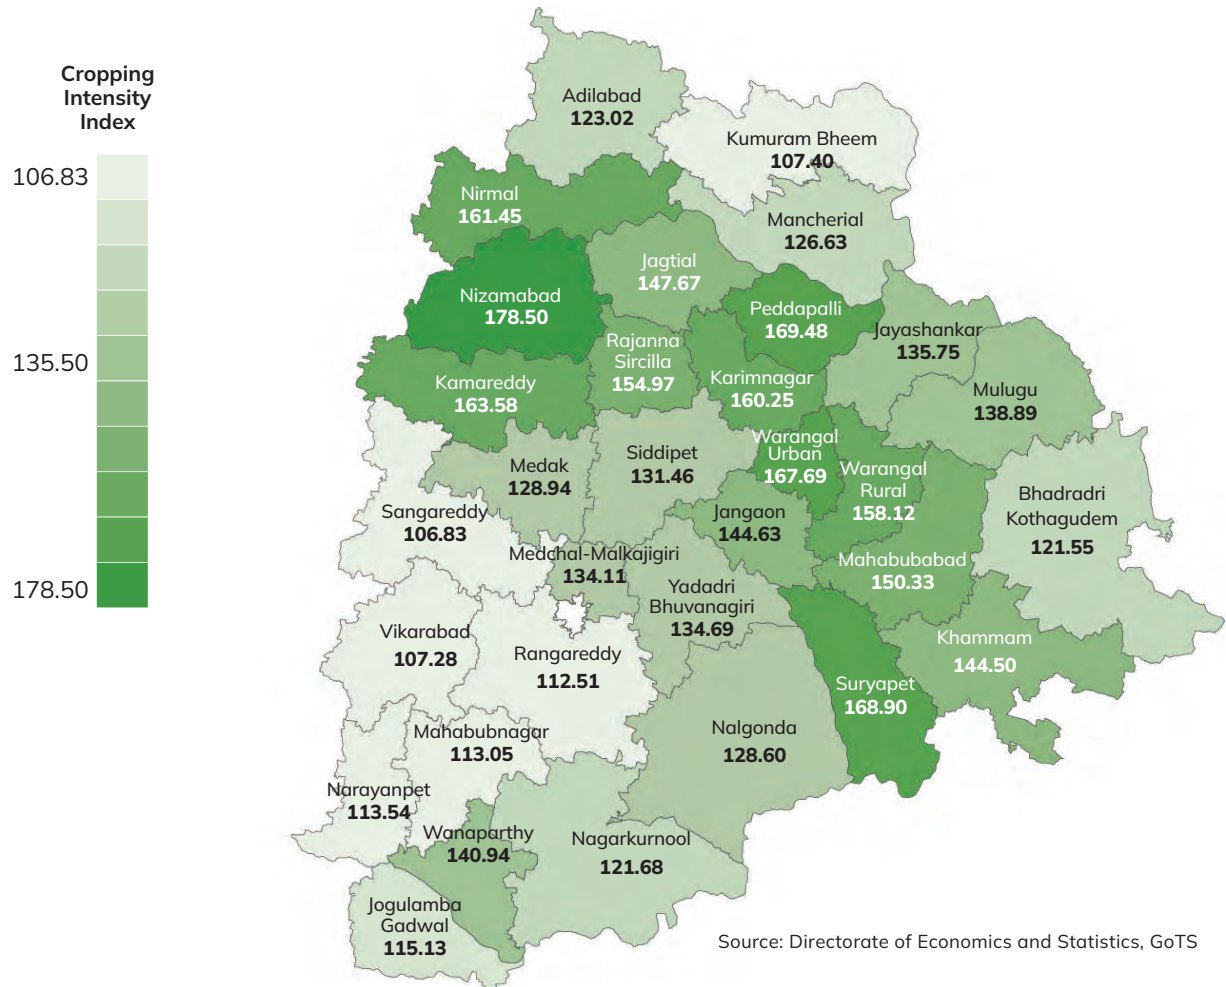 Cropping
Intensity
Index
106.83
135.50
178.50
Adilabad
123.02
Kumuram Bheem
107.40
Nirmal
161.45
Mancherial
126.63
Jagtial
147.67
Nizamabad
178.50
Peddapalli
169.48
Jayashankar
135.75
Rajanna
Sircilla
154.97
Kamareddy
163.58
Karimnagar
160.25
Mulugu
138.89
Medak
128.94
Siddipet
131.46
Warangal
Urban
167.69
Warangal
Rural
158.12
Bhadradri
Kothagudem
121.55
Sangareddy
106.83
Jangaon
144.63
Medchal-Malkajigiri
134.11
Mahabubabad
150.33
Yadadri
Bhuvanagiri
134.69
Vikarabad
107.28
Rangareddy
112.51
Khammam
144.50
Suryapet
168.90
Mahabubnagar
113.05
Nalgonda
128.60
Narayanpet
113.54
Wanaparthy
140.94
Nagarkurnool
121.68
Jogulamba
Gadwal
115.13
Source: Directorate of Economics and Statistics, GoTS